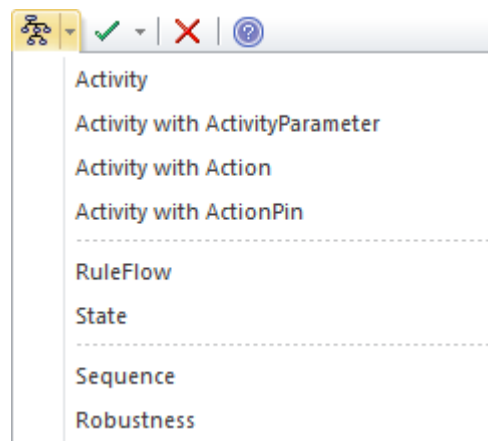 Activity
Activity with ActivityParameter
Activity with Action
Activity with ActionPin
RuleFlow
State
Sequence
Robustness